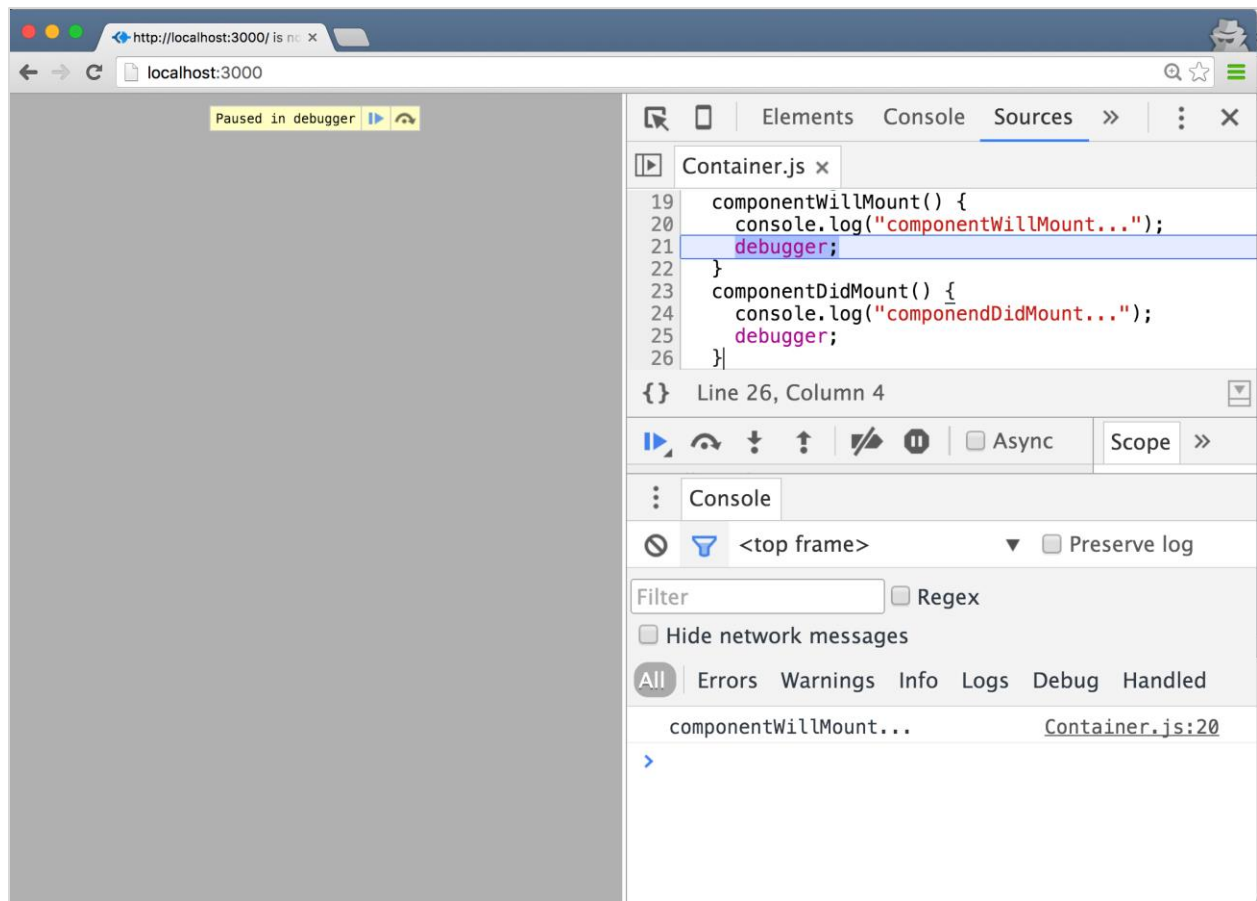 http://localhost:3000/ is no
localhost:3000
Paused in debugger
Elements Console Sources »
Container.js ×
19 componentWillMount() {
20 console.log("componentWillMount...");
21 debugger;
22 }
23 componentDidMount() {
24 console.log("componendDidMount...");
25 debugger;
26 }
{} Line 26, Column 4
Async Scope »
Console
<top frame> ▼ Preserve log
Filter Regex
Hide network messages
All Errors Warnings Info Logs Debug Handled
componentWillMount... Container.js:20
>